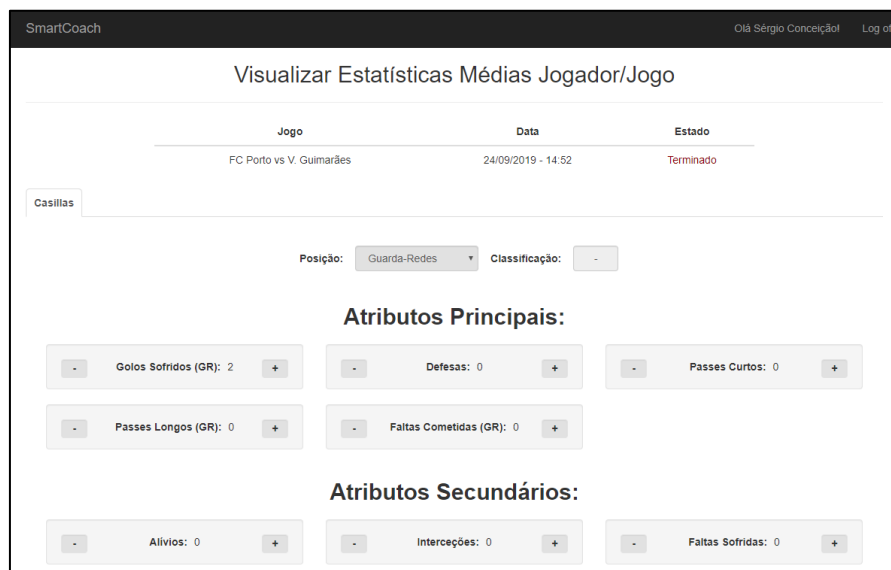 SmartCoach Olá Sérgio Conceição! Log of
Visualizar Estatísticas Médias Jogador/Jogo
Jogo Data Estado
FC Porto vs V. Guimarães 24/09/2019 - 14:52 Terminado
Casillas
Posição: Guarda-Redes Classificação: -
Atributos Principais:
- Golos Sofridos (GR): 2 + - Defesas: 0 + - Passes Curtos: 0 +
- Passes Longos (GR): 0 + - Faltas Cometidas (GR): 0 +
Atributos Secundários:
- Alívios: 0 + - Interceções: 0 + - Faltas Sofridas: 0 +